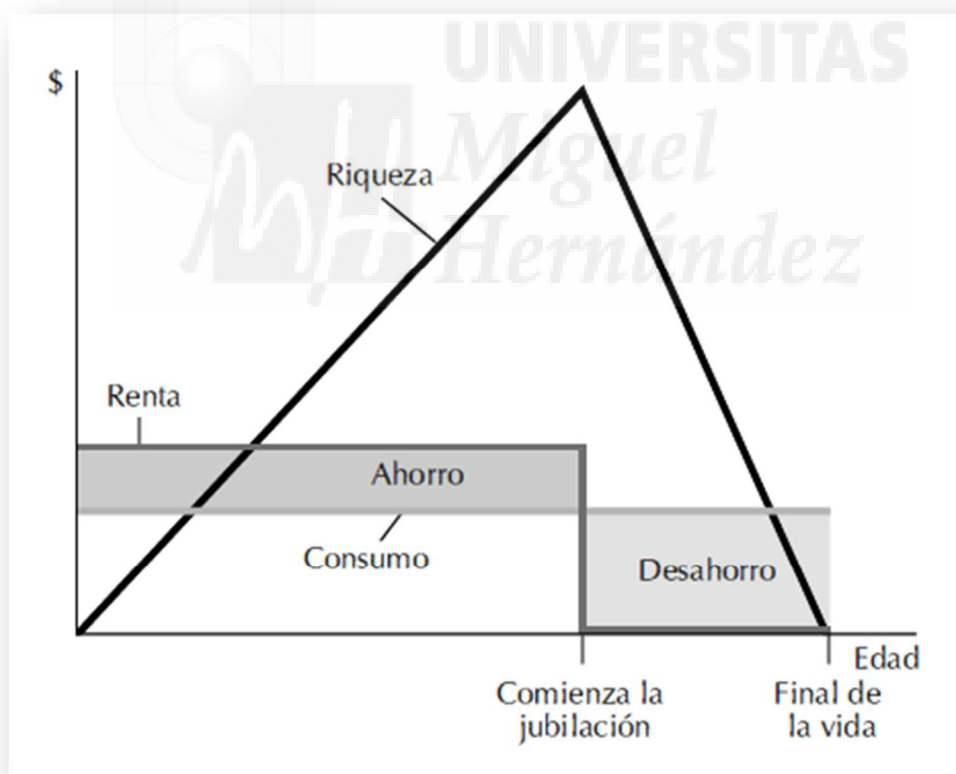 UNIVERSITAS
Miguel
Hernández
$
Riqueza
Renta
Ahorro
Consumo
Desahorro
Edad
Comienza la
jubilación
Final de
la vida